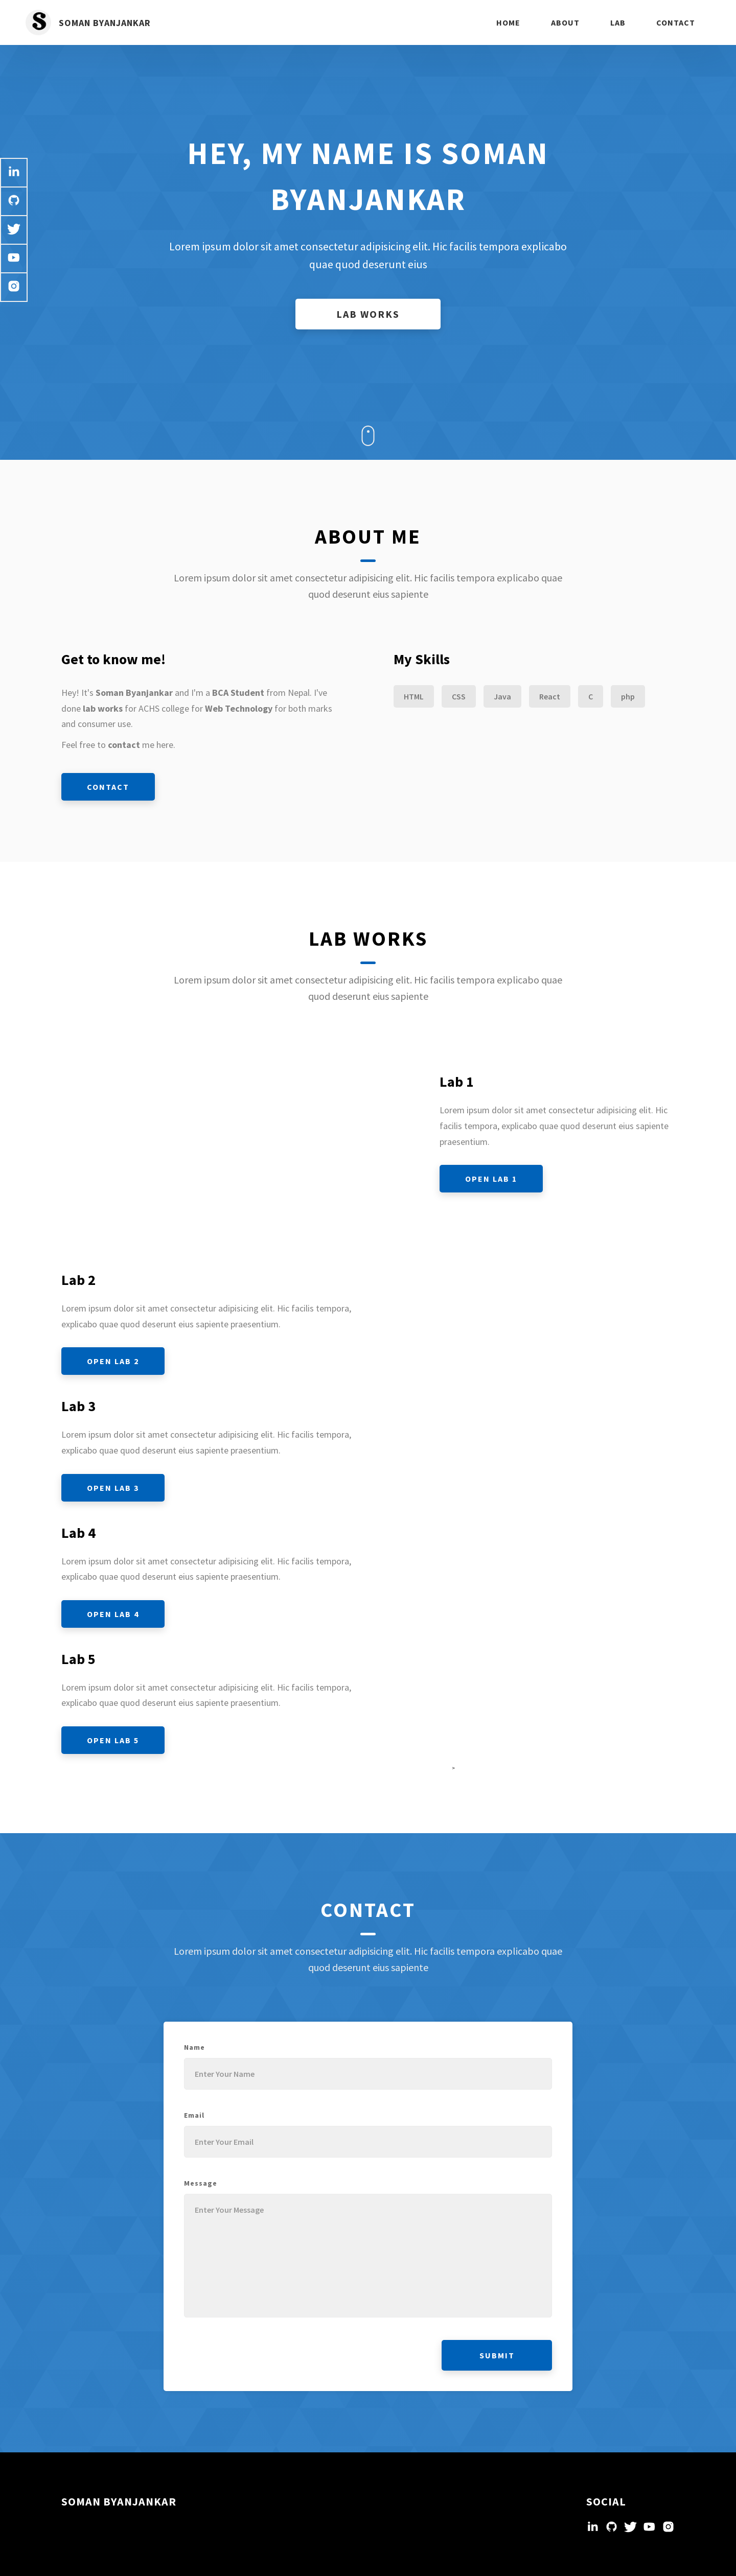 S SOMAN BYANJANKAR HOME ABOUT LAB CONTACT
HEY, MY NAME IS SOMAN
BYANJANKAR
Lorem ipsum dolor sit amet consectetur adipisicing elit. Hic facilis tempora explicabo
quae quod deserunt eius
LAB WORKS
ABOUT ME
Lorem ipsum dolor sit amet consectetur adipisicing elit. Hic facilis tempora explicabo quae
quod deserunt eius sapiente
Get to know me!
Hey! It's Soman Byanjankar and I'm a BCA Student from Nepal. I've
done lab works for ACHS college for Web Technology for both marks
and consumer use.
Feel free to contact me here.
CONTACT
My Skills
HTML CSS Java React C php
LAB WORKS
Lorem ipsum dolor sit amet consectetur adipisicing elit. Hic facilis tempora explicabo quae
quod deserunt eius sapiente
Lab 1
Lorem ipsum dolor sit amet consectetur adipisicing elit. Hic
facilis tempora, explicabo quae quod deserunt eius sapiente
praesentium.
OPEN LAB 1
Lab 2
Lorem ipsum dolor sit amet consectetur adipisicing elit. Hic facilis tempora,
explicabo quae quod deserunt eius sapiente praesentium.
OPEN LAB 2
Lab 3
Lorem ipsum dolor sit amet consectetur adipisicing elit. Hic facilis tempora,
explicabo quae quod deserunt eius sapiente praesentium.
OPEN LAB 3
Lab 4
Lorem ipsum dolor sit amet consectetur adipisicing elit. Hic facilis tempora,
explicabo quae quod deserunt eius sapiente praesentium.
OPEN LAB 4
Lab 5
Lorem ipsum dolor sit amet consectetur adipisicing elit. Hic facilis tempora,
explicabo quae quod deserunt eius sapiente praesentium.
OPEN LAB 5
CONTACT
Lorem ipsum dolor sit amet consectetur adipisicing elit. Hic facilis tempora explicabo quae
quod deserunt eius sapiente
Name
Enter Your Name
Email
Enter Your Email
Message
Enter Your Message
SUBMIT
SOMAN BYANJANKAR
SOCIAL